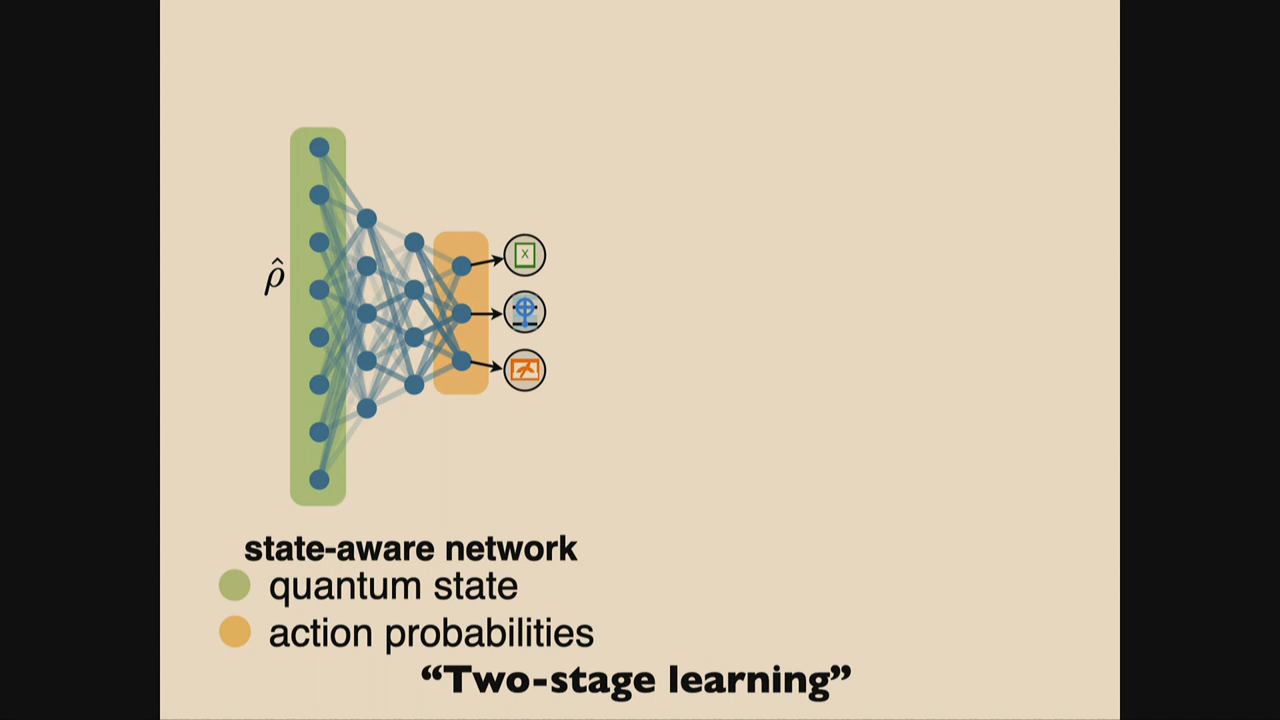 X
ρ̂
state-aware network
quantum state
action probabilities
“Two-stage learning”